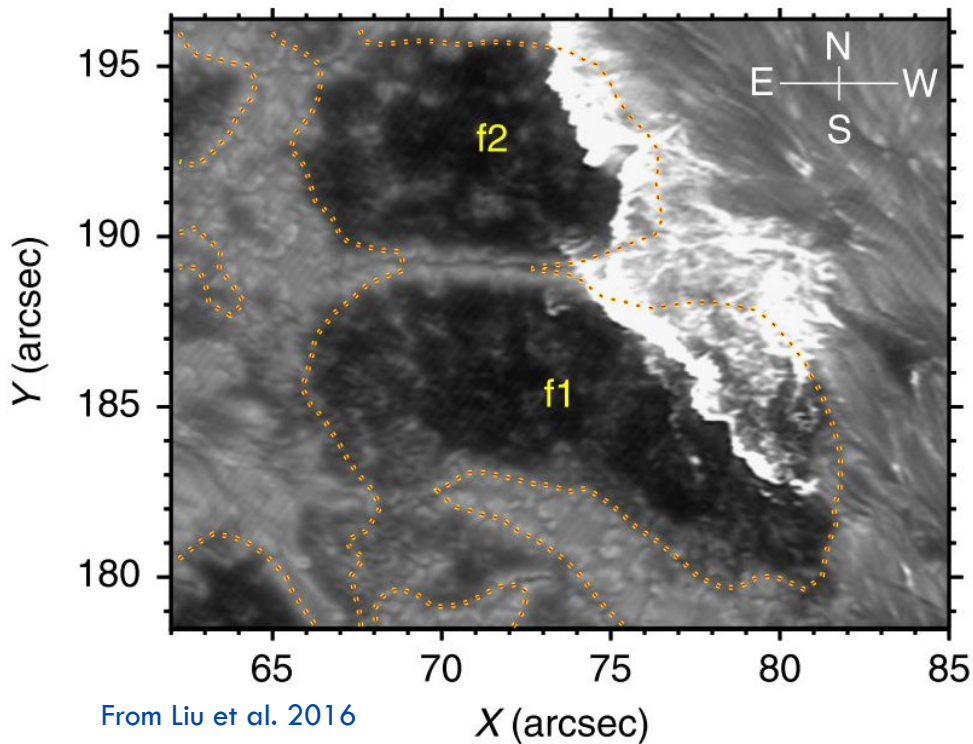 195
N
E
W
S
f2
190
Y (arcsec)
185
f1
180
65
70
75
80
85
From Liu et al. 2016
X (arcsec)